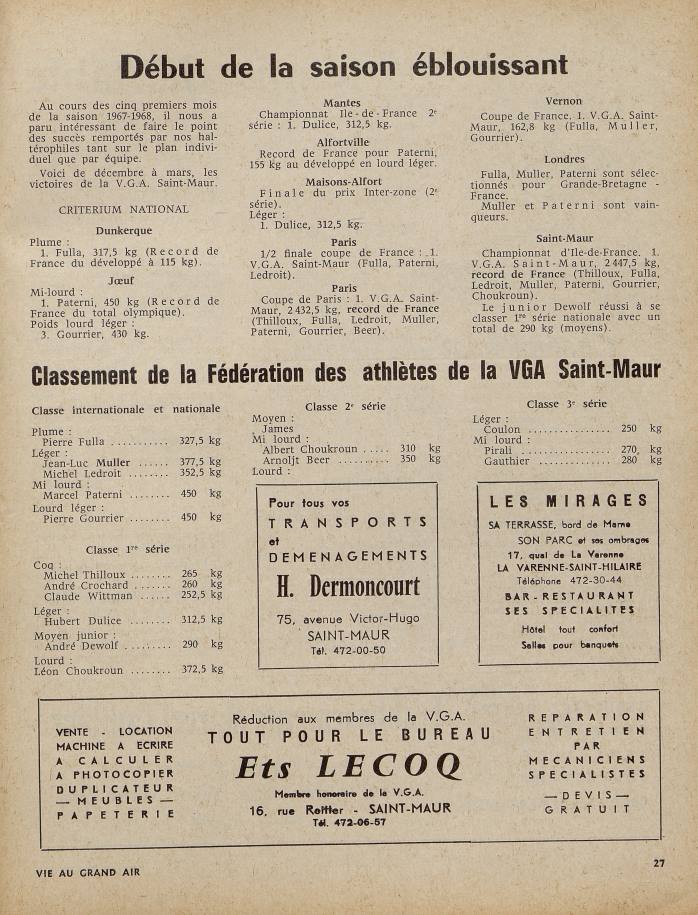 Début de la saison éblouissant
Au cours des cinq premiers mois
de la saison 1967-1968, il nous a
paru intéressant de faire le point
des succès remportés par nos hal-
térophiles tant sur le plan indivi-
duel que par équipe.
Voici de décembre à mars, les
victoires de la V.G.A. Saint-Maur.
CRITERIUM NATIONAL
Dunkerque
Plume :
1. Fulla, 317,5 kg (Record de
France du développé à 115 kg).
Jœuf
Mi-lourd :
1. Paterni, 450 kg (Record de
France du total olympique).
Poids lourd léger :
3. Gourrier, 430 kg.
Mantes
Championnat Ile-de-France 2e
série : 1. Dulice, 312,5 kg.
Alfortville
Record de France pour Paterni,
155 kg au développé en lourd léger.
Maisons-Alfort
Finale du prix Inter-zone (2e
série).
Léger :
1. Dulice, 312,5 kg.
Paris
1/2 finale coupe de France : 1.
V.G.A. Saint-Maur (Fulla, Paterni,
Ledroit).
Paris
Coupe de Paris : 1. V.G.A. Saint-
Maur, 2 432,5 kg, record de France
(Thilloux, Fulla, Ledroit, Muller,
Paterni, Gourrier, Beer).
Vernon
Coupe de France. 1. V.G.A. Saint-
Maur, 162,8 kg (Fulla, Muller,
Gourrier).
Londres
Fulla, Muller, Paterni sont sélec-
tionnés pour Grande-Bretagne -
France.
Muller et Paterni sont vain-
queurs.
Saint-Maur
Championnat d'Ile-de-France. 1.
V.G.A. Saint-Maur, 2 447,5 kg,
record de France (Thilloux, Fulla,
Ledroit, Muller, Paterni, Gourrier,
Choukroun).
Le junior Dewolf réussi à se
classer 1re série nationale avec un
total de 290 kg (moyens).
Classement de la Fédération des athlètes de la VGA Saint-Maur
Classe internationale et nationale
Plume :
Pierre Fulla ........... 327,5 kg
Léger :
Jean-Luc Muller ...... 377,5 kg
Michel Ledroit ........ 352,5 kg
Mi lourd :
Marcel Paterni ........ 450 kg
Lourd léger :
Pierre Gourrier ....... 450 kg
Classe 1re série
Coq :
Michel Thilloux ........ 265 kg
André Crochard ........ 260 kg
Claude Wittman ...... 252,5 kg
Léger :
Hubert Dulice ......... 312,5 kg
Moyen junior :
André Dewolf ......... 290 kg
Lourd :
Léon Choukroun ........ 372,5 kg
Classe 2e série
Moyen :
James
Mi lourd :
Albert Choukroun ..... 310 kg
Arnoljt Beer .......... 350 kg
Lourd :
Classe 3e série
Léger :
Coulon ................ 250 kg
Mi lourd :
Pirali ................. 270 kg
Gauthier .............. 280 kg
Pour tous vos
TRANSPORTS
et
DEMENAGEMENTS
H. Dermoncourt
75, avenue Victor-Hugo
SAINT-MAUR
Tél. 472-00-50
LES MIRAGES
SA TERRASSE, bord de Marne
SON PARC et ses ombrages
17, quai de La Varenne
LA VARENNE-SAINT-HILAIRE
Téléphone 472-30-44
BAR-RESTAURANT
SES SPECIALITES
Hôtel tout confort
Salles pour banquets
VENTE - LOCATION
MACHINE A ECRIRE
A CALCULER
A PHOTOCOPIER
DUPLICATEUR
— MEUBLES —
PAPETERIE
Réduction aux membres de la V.G.A.
TOUT POUR LE BUREAU
Ets LECOQ
Membre honoraire de la V.G.A.
16, rue Reitter - SAINT-MAUR
Tél. 472-06-57
REPARATION
ENTRETIEN
PAR
MECANICIENS
SPECIALISTES
— DEVIS —
GRATUIT
VIE AU GRAND AIR
27